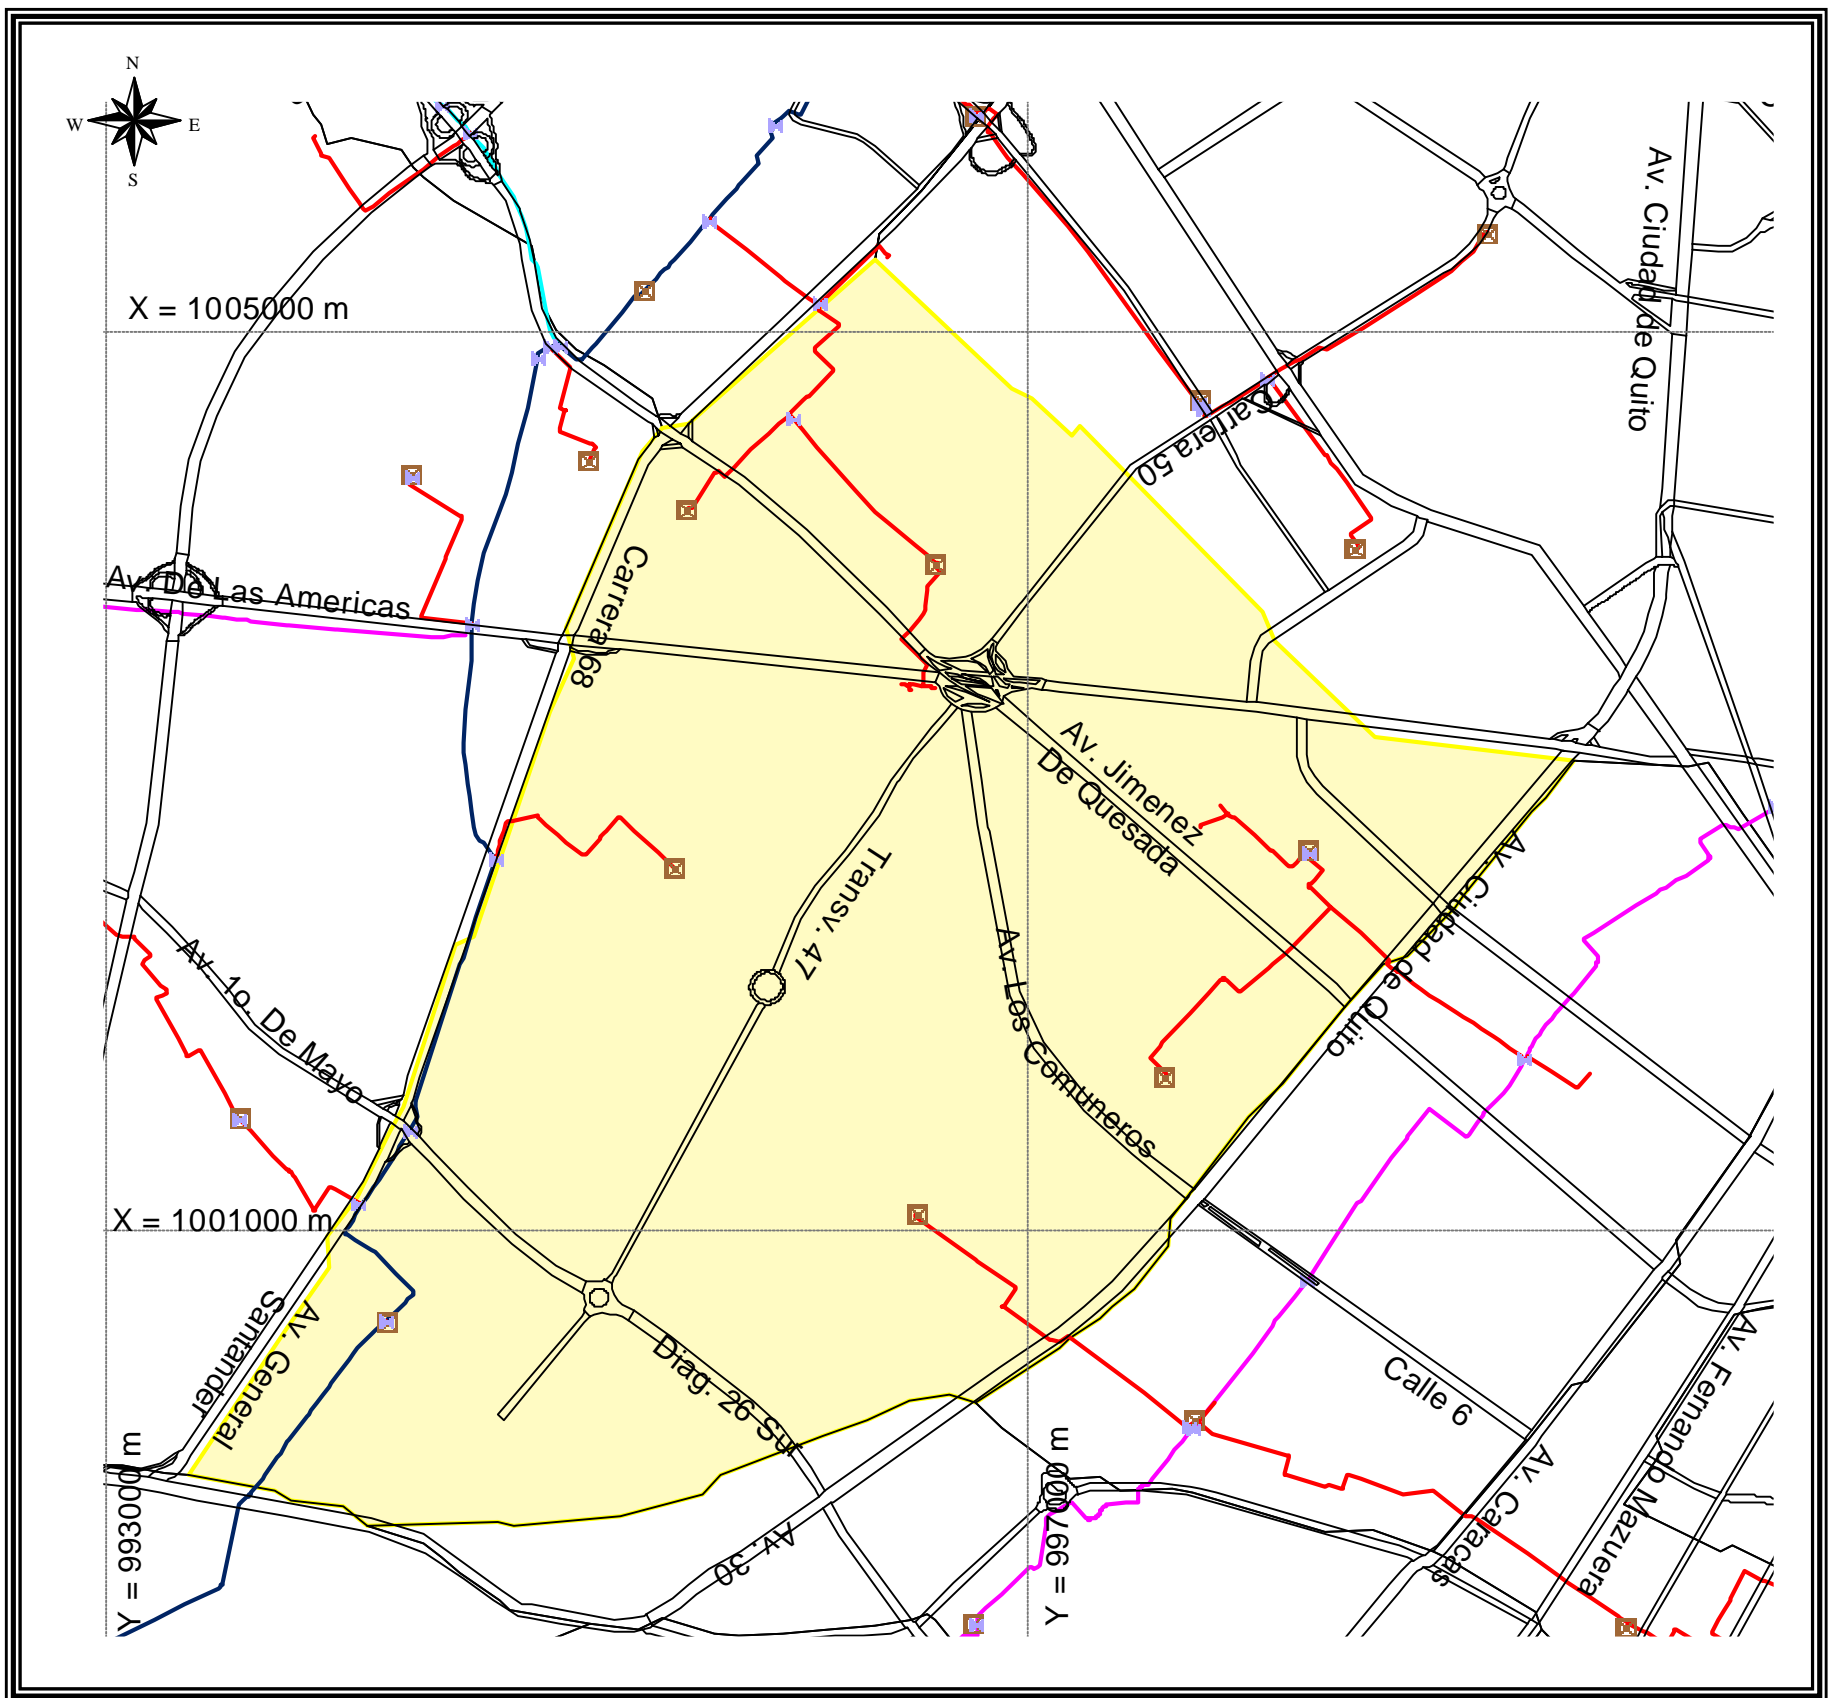 N
W E
S
X = 1005000 m
Av. Ciudad de Quito
Carrera 50
Av. De Las Americas
Carrera 68
Av. Jimenez
De Quesada
Transv. 47
Av. Ciudad de Quito
Av. 1o. De Mayo
Av. Los Comuneros
X = 1001000 m
Av. General
Santander
Diag. 26 Sur
Calle 6
Av. Fernando Mazuera
Av. Caracas
Av. 30
Y = 993000 m
Y = 997000 m